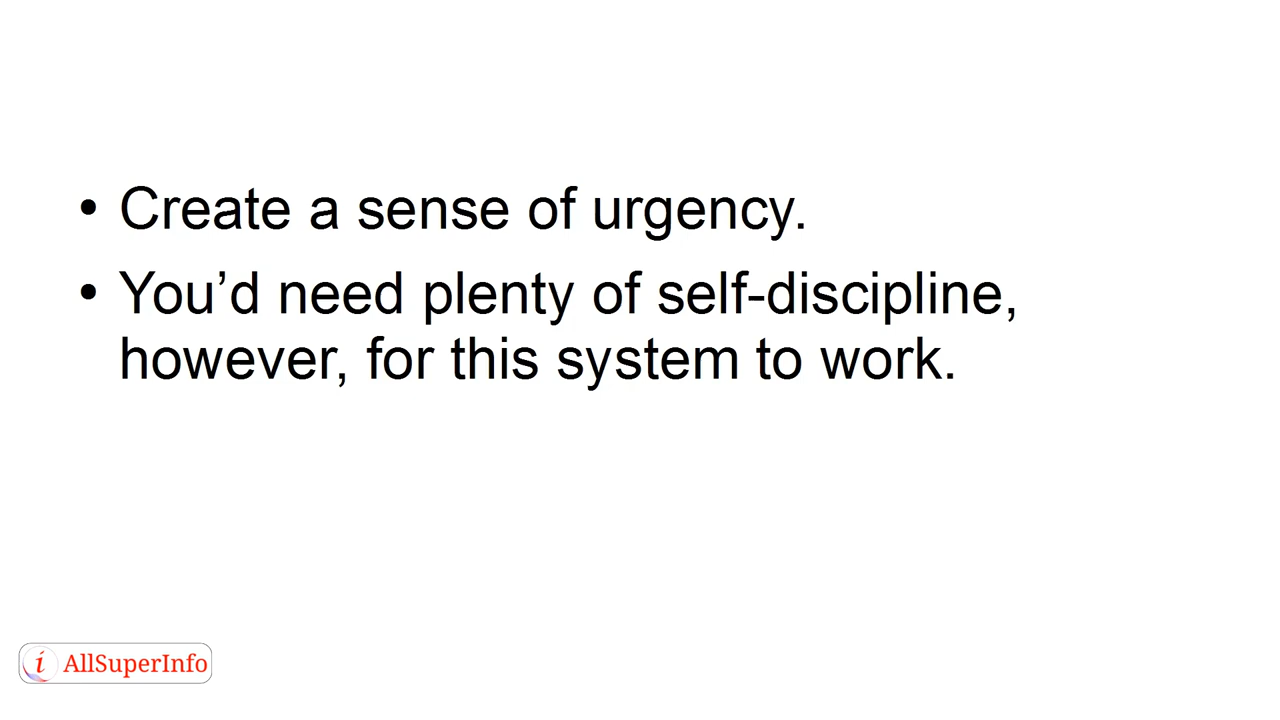 • Create a sense of urgency.
• You’d need plenty of self-discipline,
however, for this system to work.
i AllSuperInfo